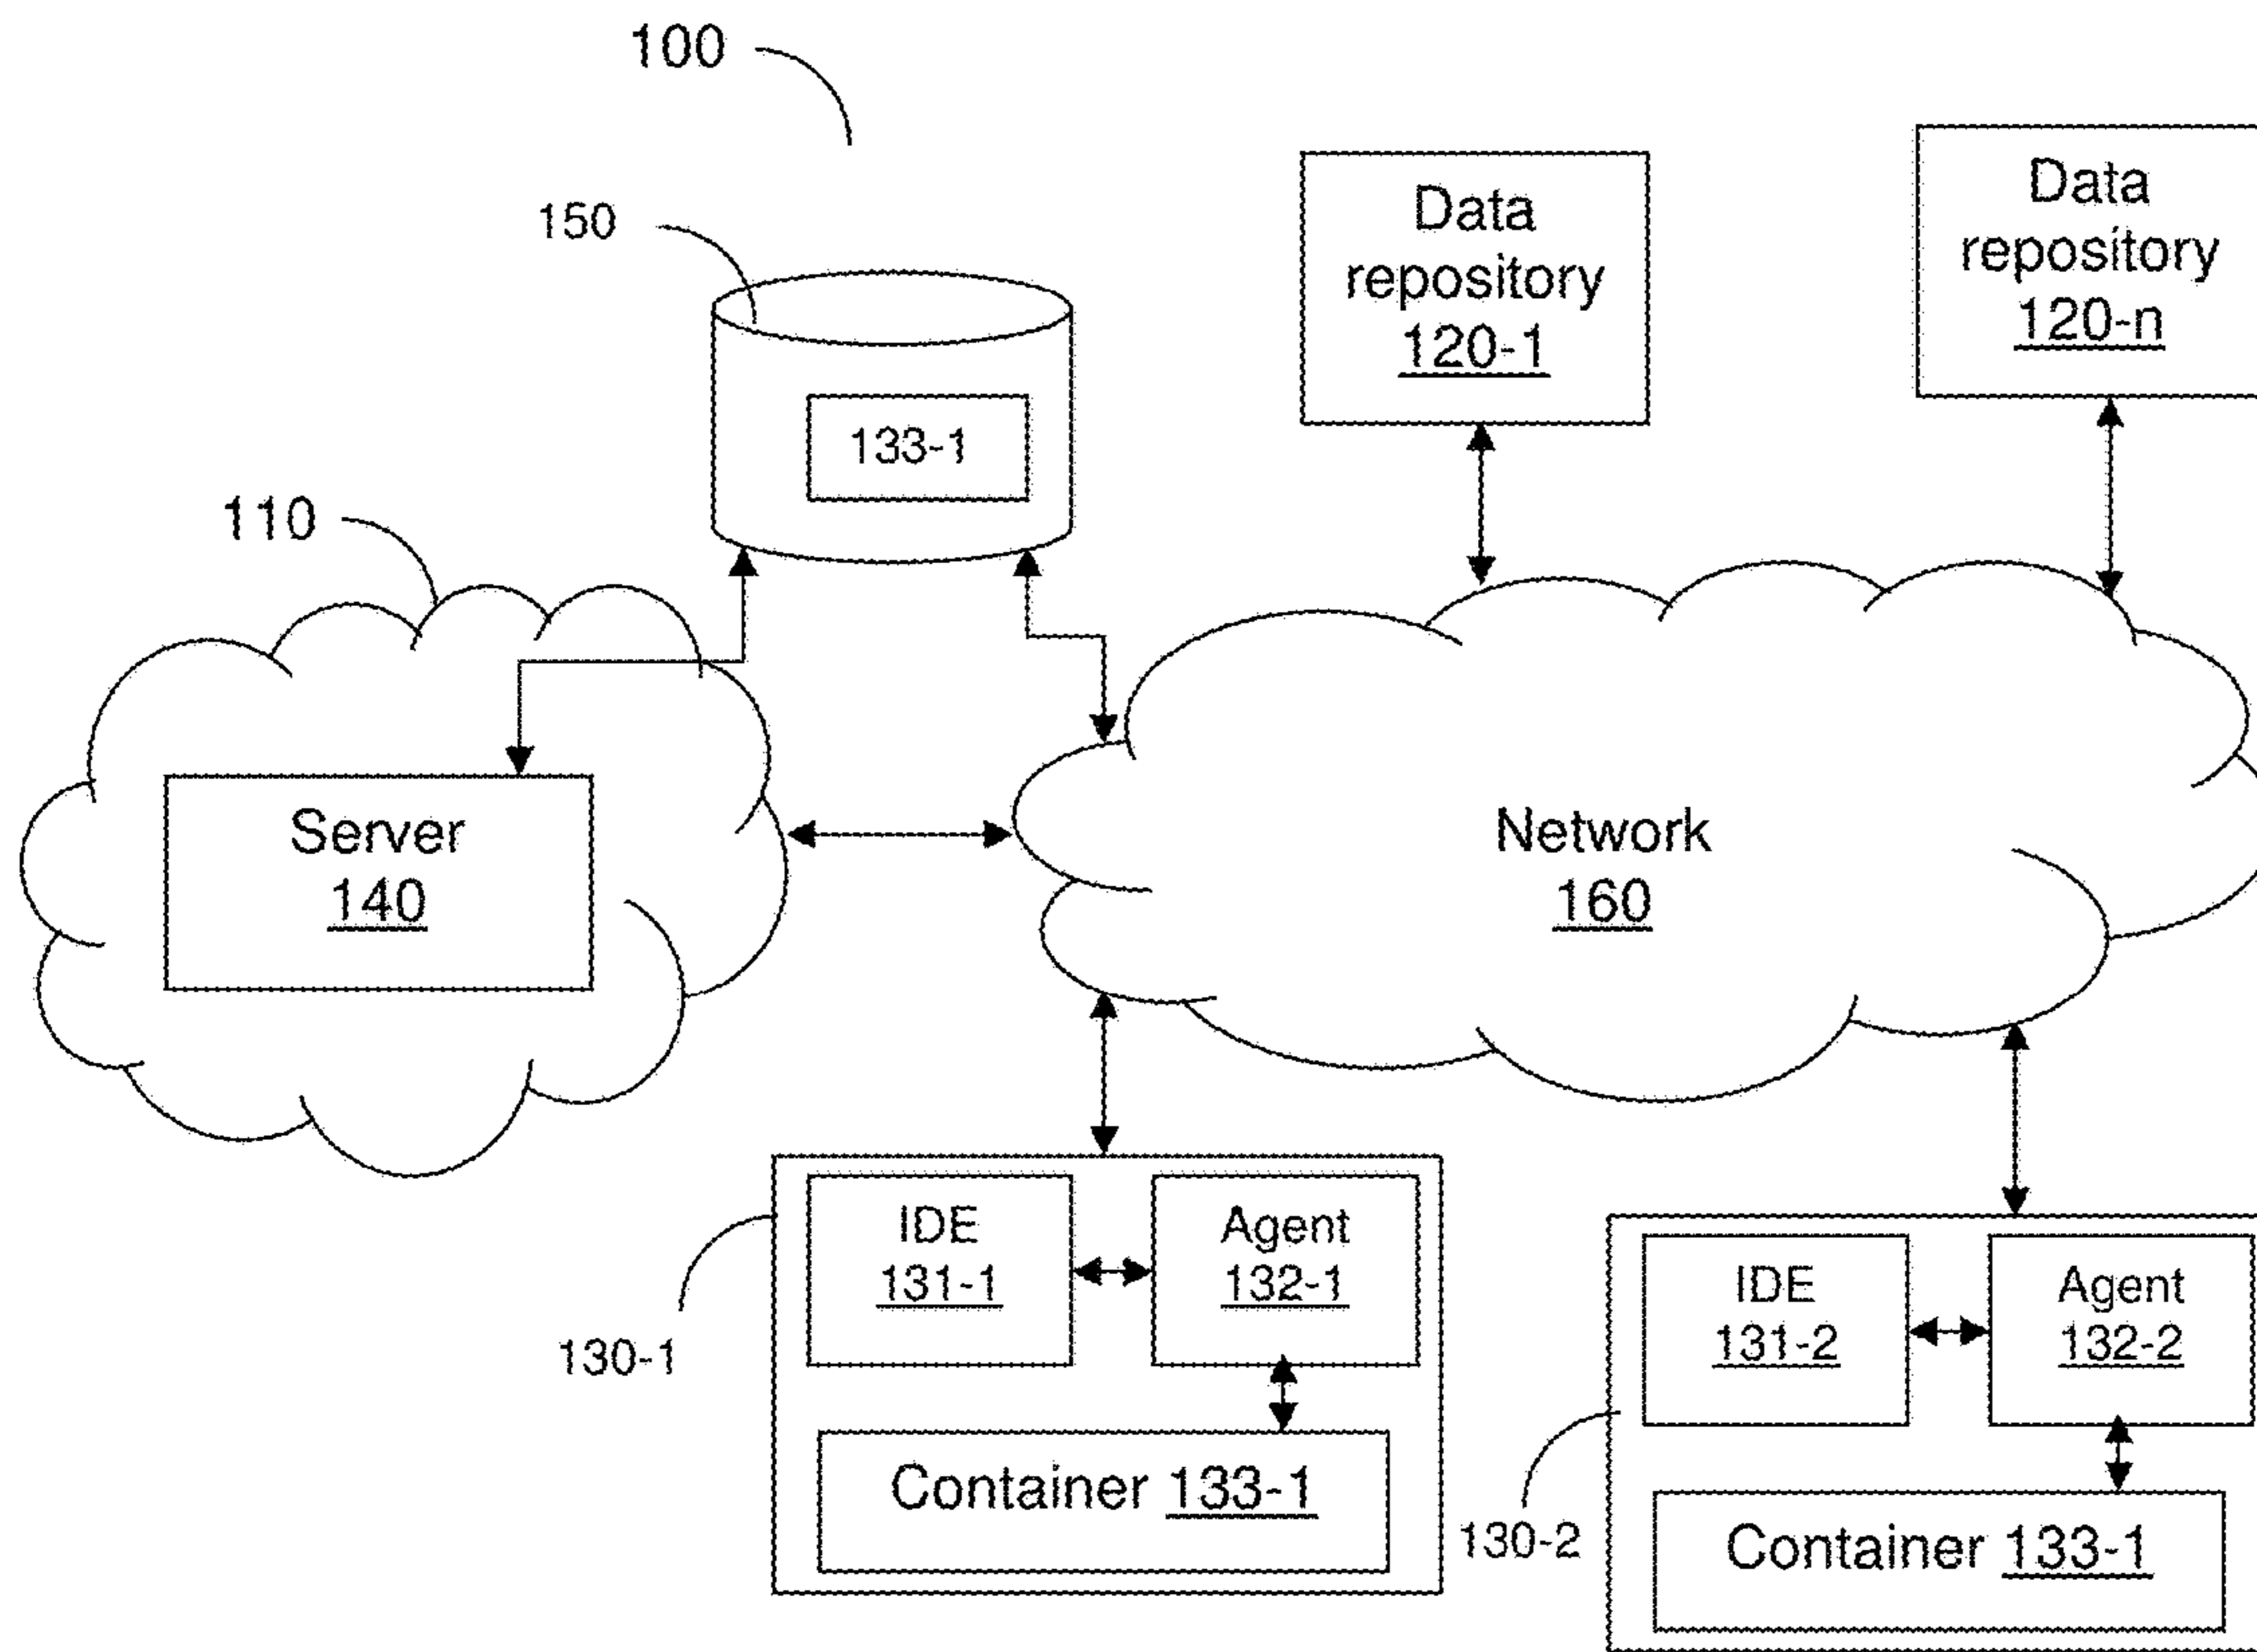 100
150
Data
repository
120-1
Data
repository
120-n
133-1
110
Server
140
Network
160
IDE
131-1
Agent
132-1
130-1
Container 133-1
IDE
131-2
Agent
132-2
130-2
Container 133-1